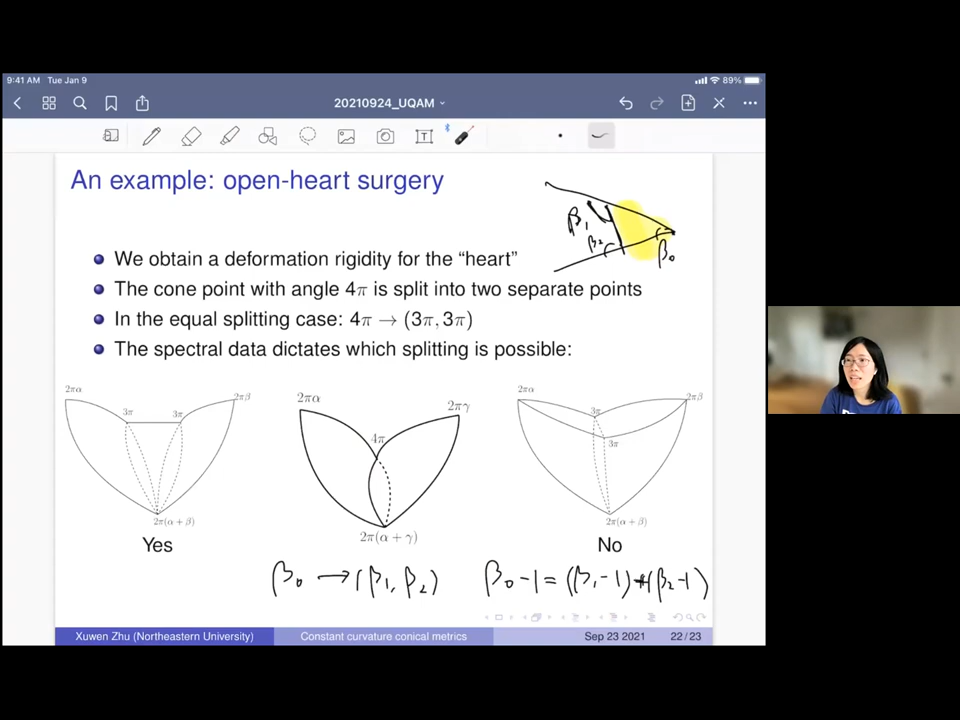 9:41 AM Tue Jan 9
89%
20210924_UQAM
An example: open-heart surgery
β₁
β₂
β₀
We obtain a deformation rigidity for the “heart”
The cone point with angle 4π is split into two separate points
In the equal splitting case: 4π → (3π, 3π)
The spectral data dictates which splitting is possible:
2πα 3π 3π 2πβ
2π(α + β)
Yes
2πα 2πγ
4π
2π(α + γ)
2πα 2πβ
3π
3π
2π(α + β)
No
β₀ → (β₁, β₂)
β₀-1 = (β₁-1)+(β₂-1)
Xuwen Zhu (Northeastern University) Constant curvature conical metrics Sep 23 2021 22 / 23